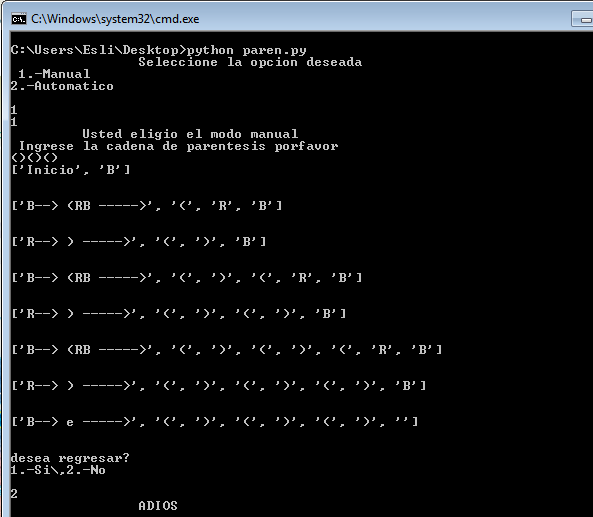 C:\Windows\system32\cmd.exe
C:\Users\Esli\Desktop>python paren.py
Seleccione la opcion deseada
1.-Manual
2.-Automatico
1
1
Usted eligio el modo manual
Ingrese la cadena de parentesis porfavor
()()()
['Inicio', 'B']
['B--> (RB ----->', '(', 'R', 'B']
['R--> ) ----->', '(', ')', 'B']
['B--> (RB ----->', '(', ')', '(', 'R', 'B']
['R--> ) ----->', '(', ')', '(', ')', 'B']
['B--> (RB ----->', '(', ')', '(', ')', '(', 'R', 'B']
['R--> ) ----->', '(', ')', '(', ')', '(', ')', 'B']
['B--> e ----->', '(', ')', '(', ')', '(', ')', '']
desea regresar?
1.-Si\,2.-No
2
ADIOS